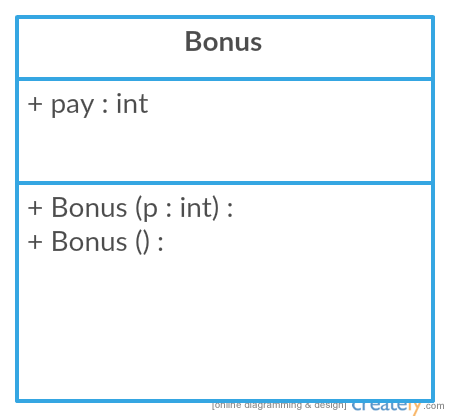 Bonus
+ pay : int
+ Bonus (p : int) :
+ Bonus () :
[online diagramming & design] creately.com